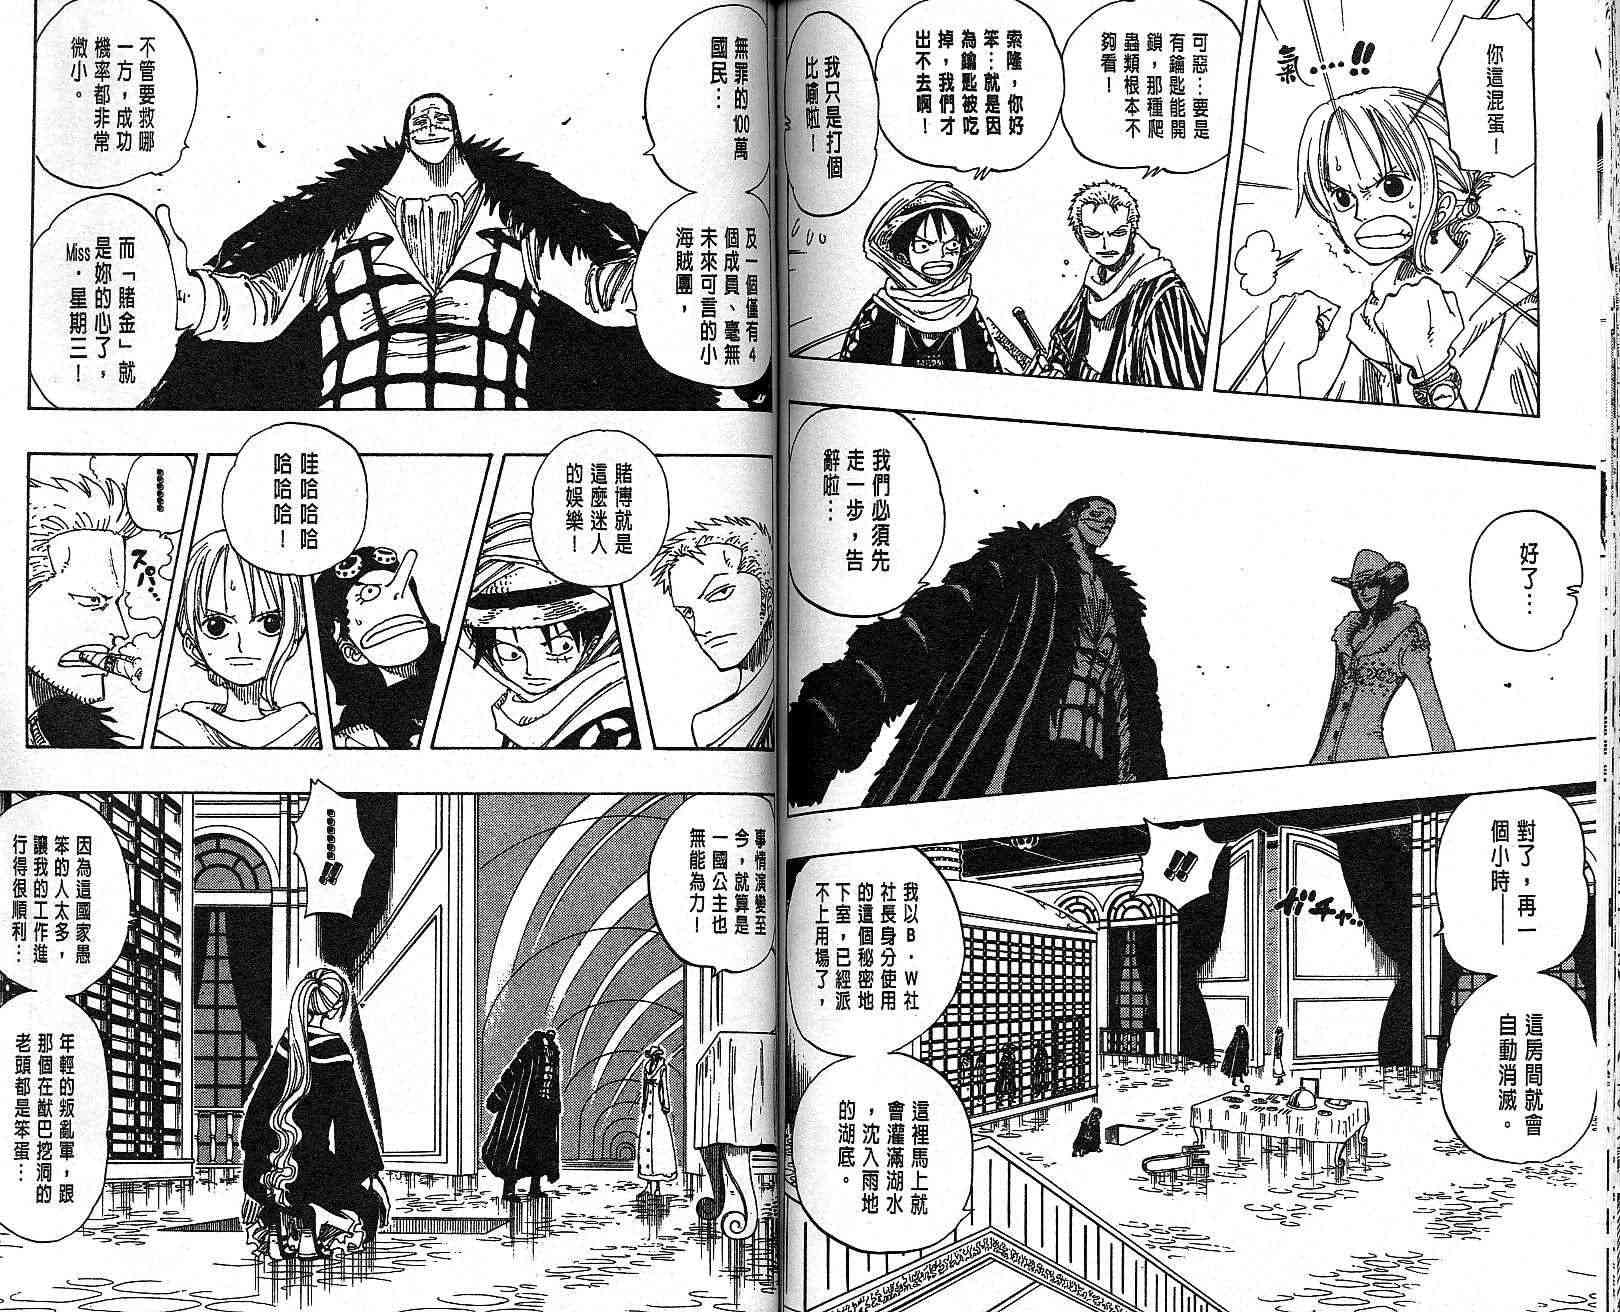 你這混蛋！
氣……!!
可惡…要是
有鑰匙能開
鎖，那種爬
蟲類根本不
夠看！
索隆，你好
笨…就是因
為鑰匙被吃
掉，我們才
出不去啊！
我只是打個
比喻啦！
好了…
我們必須先
走一步，告
辭啦…
對了，再一
個小時——
這房間就會
自動消滅。
……!!
ガチャ…
我以B．W社
社長身分使用
的這個秘密地
下室，已經派
不上用場了，
這裡馬上就
會灌滿湖水
，沈入雨地
的湖底。
無罪的100萬
國民…
及一個僅有4
個成員、毫無
未來可言的小
海賊團，
不管要救哪
一方，成功
機率都非常
微小。
而「賭金」就
是妳的心了，
Miss．星期三！
賭博就是
這麼迷人
的娛樂！
哇哈哈哈
哈哈哈！
………
スパ…
事情演變至
今，就算是
一國公主也
無能為力！
………!!
因為這國家愚
笨的人太多，
讓我的工作進
行得很順利…
年輕的叛亂軍，跟
那個在猷巴挖洞的
老頭都是笨蛋…